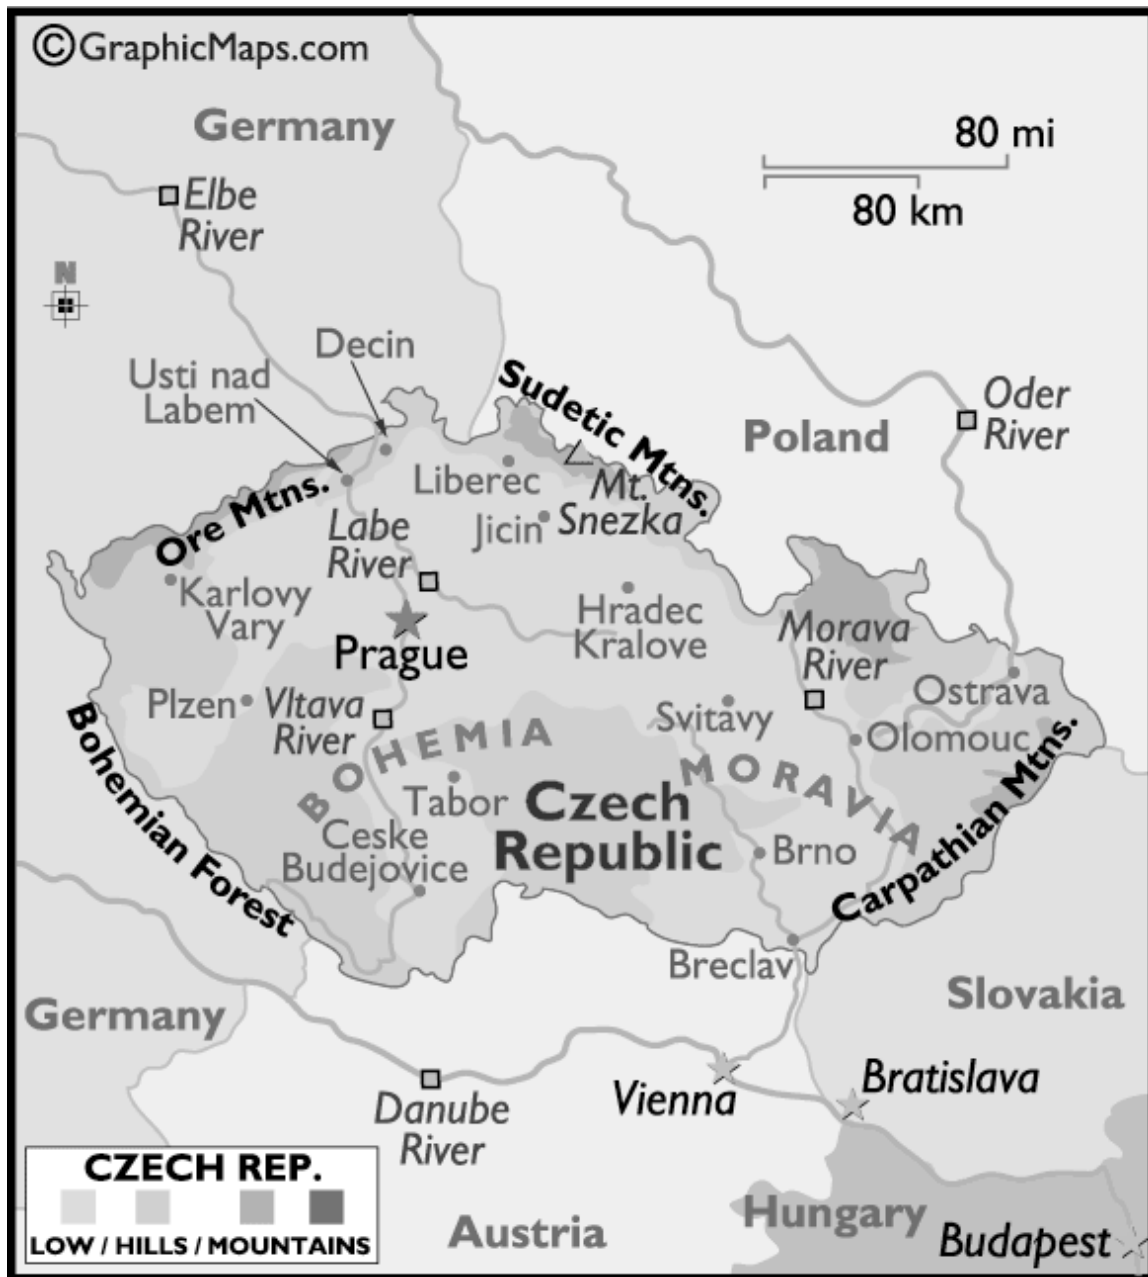 ©GraphicMaps.com
Germany
80 mi
80 km
Elbe
River
N
Decin
Usti nad
Labem
Sudetic Mtns.
Oder
River
Poland
Ore Mtns.
Liberec
Mt.
Snezka
Jicin
Labe
River
Karlovy
Vary
Hradec
Kralove
Morava
River
Prague
Ostrava
Plzen
Vltava
River
Svitavy
Olomouc
BOHEMIA
MORAVIA
Bohemian Forest
Tabor
Czech
Republic
Ceske
Budejovice
Brno
Carpathian Mtns.
Breclav
Slovakia
Germany
Vienna
Bratislava
Danube
River
CZECH REP.
LOW / HILLS / MOUNTAINS
Austria
Hungary
Budapest